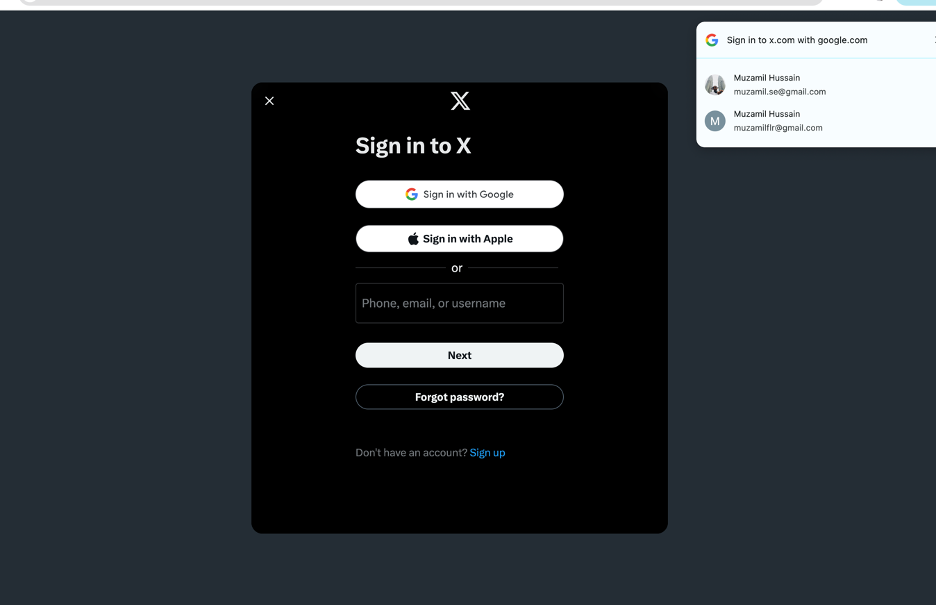 Sign in to x.com with google.com
Muzamil Hussain
muzamil.se@gmail.com
M
Muzamil Hussain
muzamilflr@gmail.com
X
Sign in to X
Sign in with Google
Sign in with Apple
or
Phone, email, or username
Next
Forgot password?
Don't have an account? Sign up